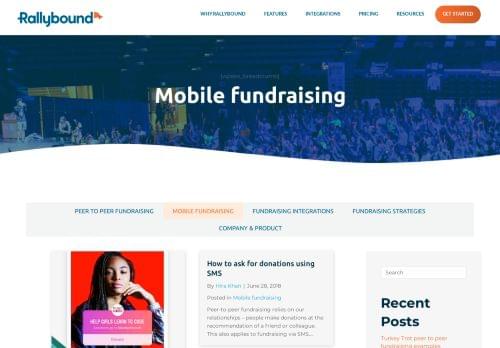 Rallybound
WHY RALLYBOUND
FEATURES
INTEGRATIONS
PRICING
RESOURCES
GET STARTED
Mobile fundraising
PEER TO PEER FUNDRAISING
MOBILE FUNDRAISING
FUNDRAISING INTEGRATIONS
FUNDRAISING STRATEGIES
COMPANY & PRODUCT
HELP GIRLS LEARN TO CODE
Donate
How to ask for donations using
SMS
By Hira Khan | June 28, 2018
Posted in Mobile fundraising
Peer-to peer fundraising relies on our
relationships – people make donations at the
recommendation of a friend or colleague.
This also applies to fundraising via SMS....
Search
Recent
Posts
Turkey Trot peer to peer
fundraising examples